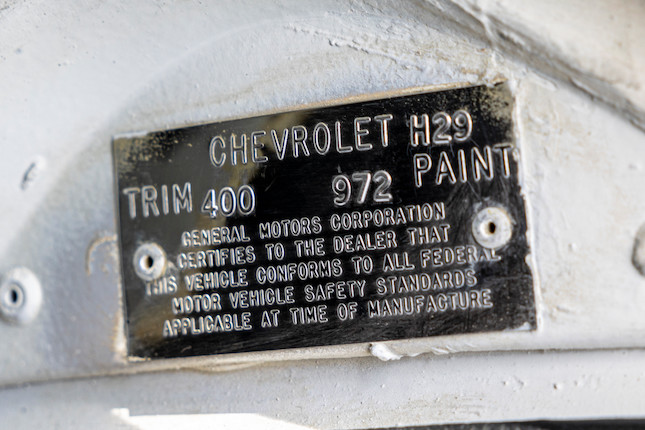 CHEVROLET H29
TRIM 400 972 PAINT
GENERAL MOTORS CORPORATION
CERTIFIES TO THE DEALER THAT
THIS VEHICLE CONFORMS TO ALL FEDERAL
MOTOR VEHICLE SAFETY STANDARDS
APPLICABLE AT TIME OF MANUFACTURE